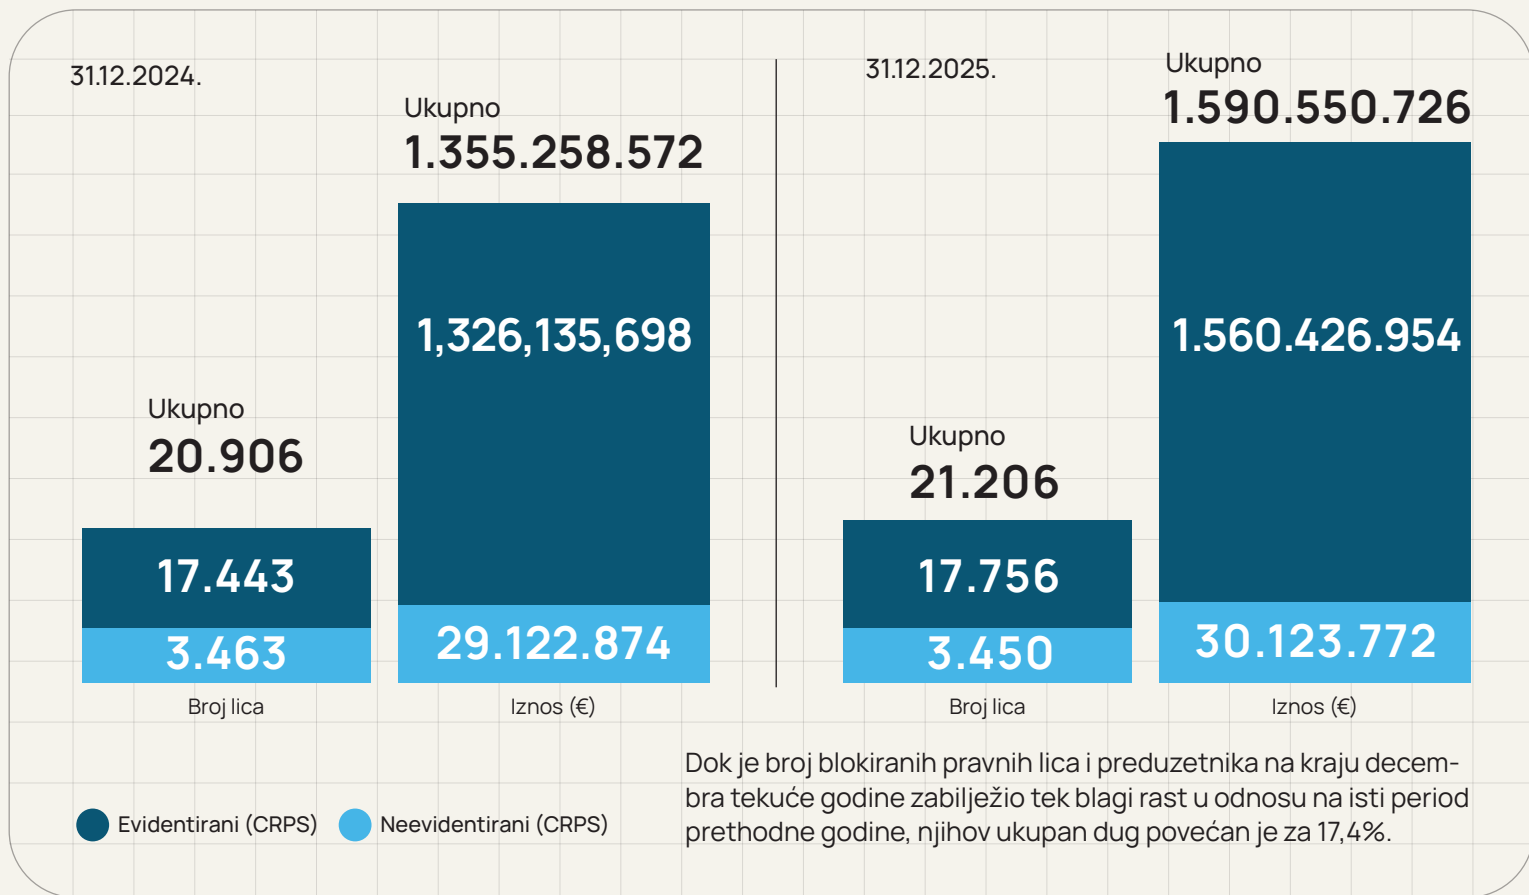 31.12.2024.
Ukupno
1.355.258.572
1,326,135,698
Ukupno
20.906
17.443
3.463
29.122.874
Broj lica
Iznos (€)
31.12.2025.
Ukupno
1.590.550.726
1.560.426.954
Ukupno
21.206
17.756
3.450
30.123.772
Broj lica
Iznos (€)
Evidentirani (CRPS)
Neevidentirani (CRPS)
Dok je broj blokiranih pravnih lica i preduzetnika na kraju decem-
bra tekuće godine zabilježio tek blagi rast u odnosu na isti period
prethodne godine, njihov ukupan dug povećan je za 17,4%.